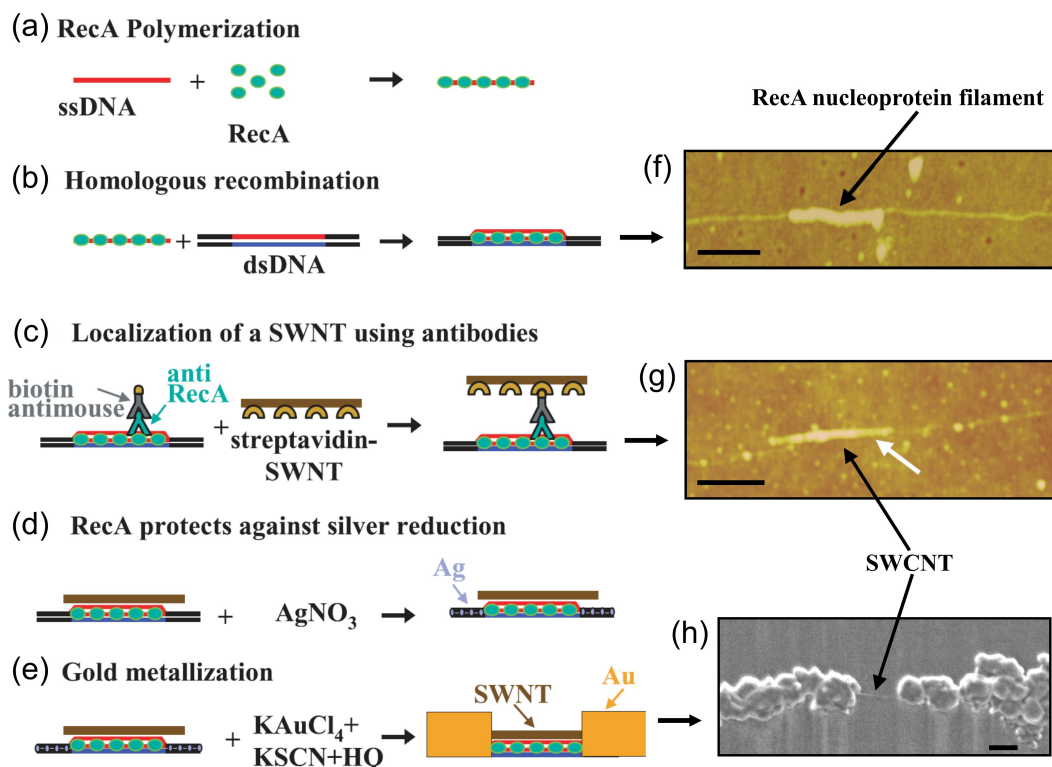 (a) RecA Polymerization
ssDNA
+
RecA
RecA nucleoprotein filament
(b) Homologous recombination
+
dsDNA
(f)
(c) Localization of a SWNT using antibodies
biotin
antimouse
anti
RecA
+
streptavidin-
SWNT
(g)
(d) RecA protects against silver reduction
+
AgNO₃
Ag
SWCNT
(e) Gold metallization
+
KAuCl₄+
KSCN+HQ
SWNT
Au
(h)